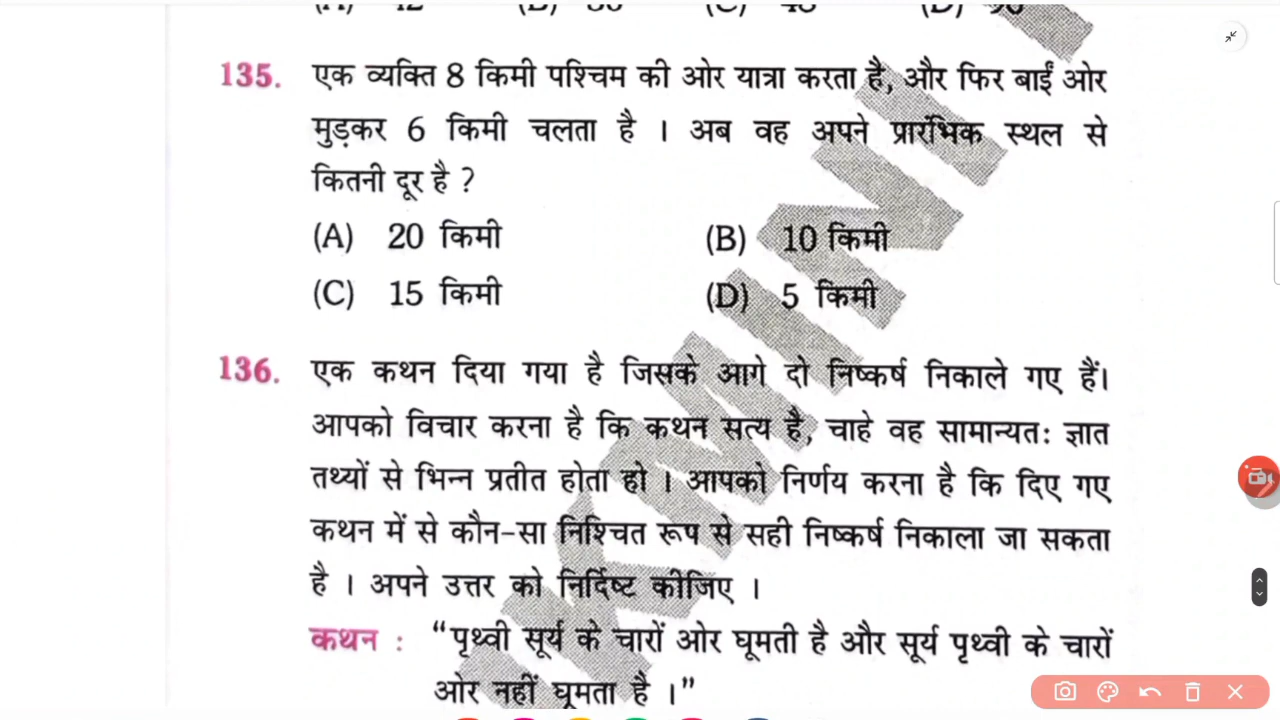 135. एक व्यक्ति 8 किमी पश्चिम की ओर यात्रा करता है, और फिर बाईं ओर
मुड़कर 6 किमी चलता है । अब वह अपने प्रारंभिक स्थल से
कितनी दूर है ?
(A) 20 किमी (B) 10 किमी
(C) 15 किमी (D) 5 किमी
136. एक कथन दिया गया है जिसके आगे दो निष्कर्ष निकाले गए हैं।
आपको विचार करना है कि कथन सत्य है, चाहे वह सामान्यतः ज्ञात
तथ्यों से भिन्न प्रतीत होता हो । आपको निर्णय करना है कि दिए गए
कथन में से कौन-सा निश्चित रूप से सही निष्कर्ष निकाला जा सकता
है । अपने उत्तर को निर्दिष्ट कीजिए ।
कथन : “पृथ्वी सूर्य के चारों ओर घूमती है और सूर्य पृथ्वी के चारों
ओर नहीं घूमता है ।”